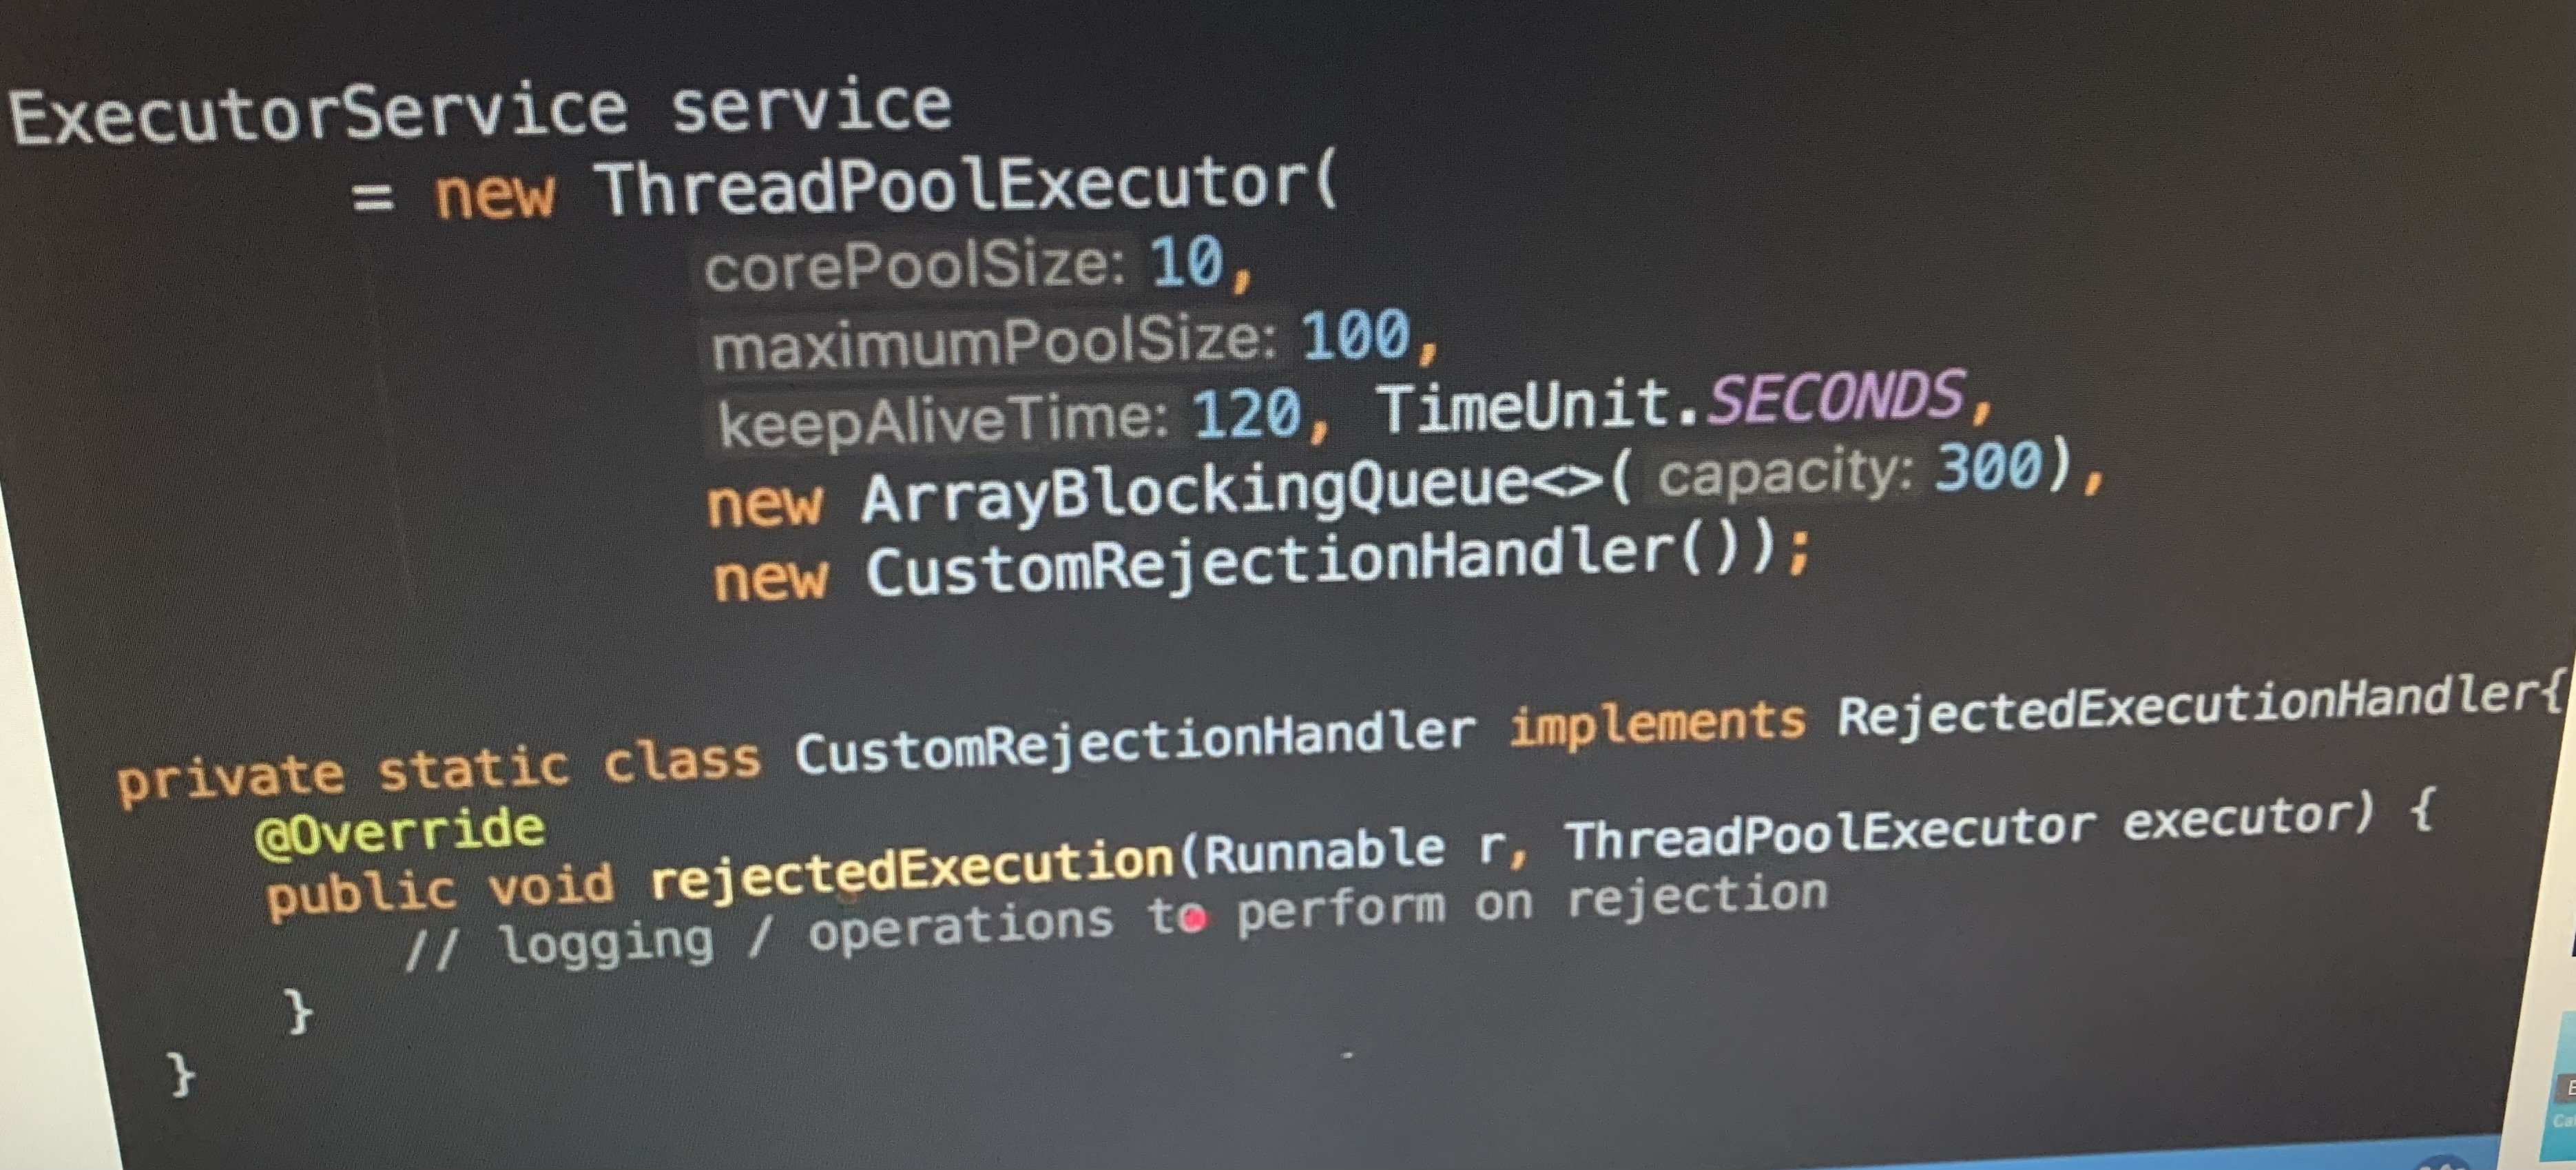 ExecutorService service
= new ThreadPoolExecutor(
corePoolSize: 10,
maximumPoolSize: 100,
keepAliveTime: 120, TimeUnit.SECONDS,
new ArrayBlockingQueue<>( capacity: 300),
new CustomRejectionHandler());
private static class CustomRejectionHandler implements RejectedExecutionHandler{
@Override
public void rejectedExecution(Runnable r, ThreadPoolExecutor executor) {
// logging / operations to perform on rejection
}
}